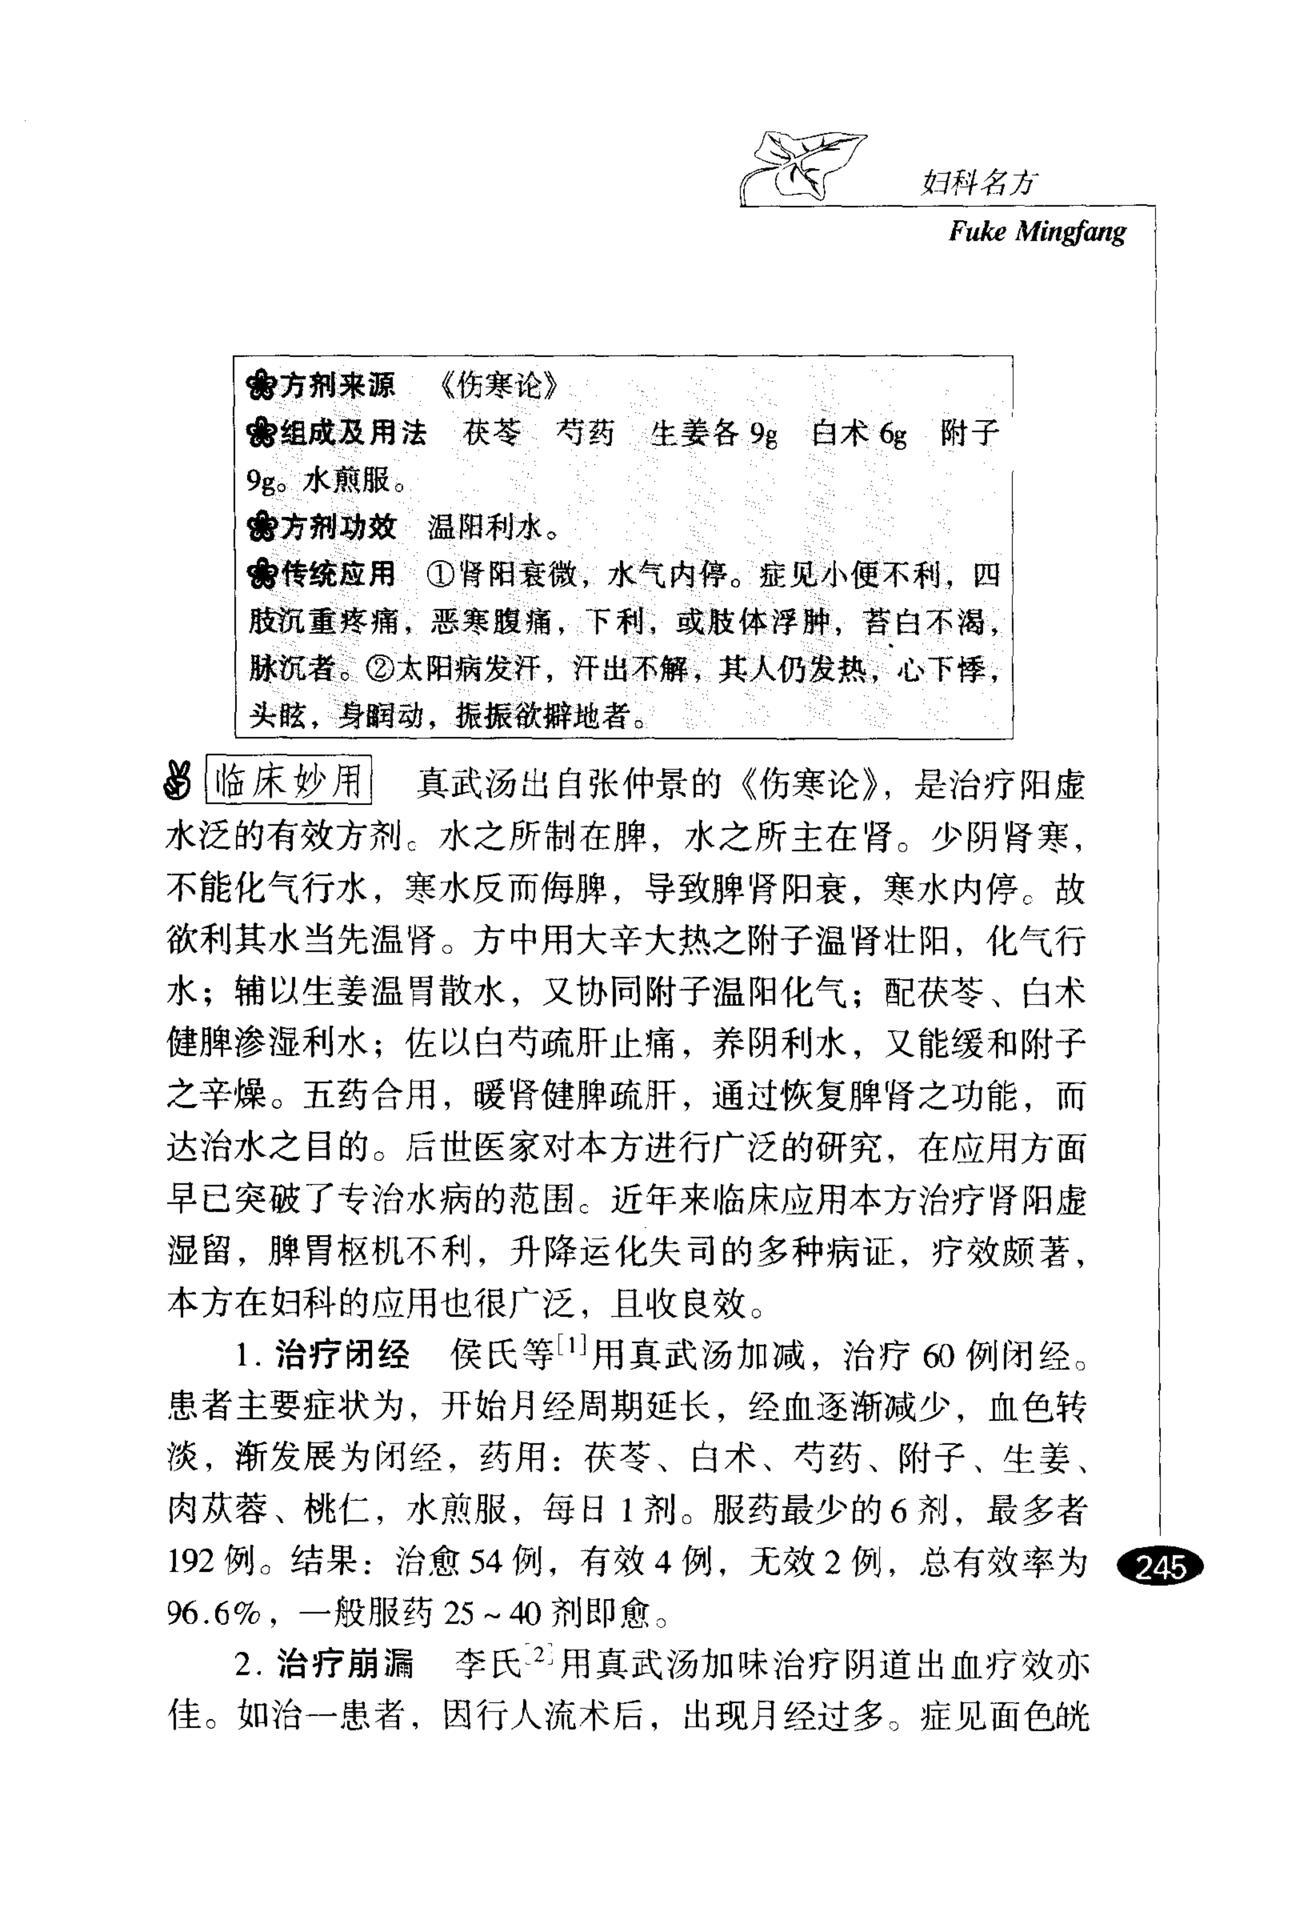 妇科名方
Fuke Mingfang
方剂来源 《伤寒论》
组成及用法 茯苓 芍药 生姜各 9g 白术 6g 附子
9g。水煎服。
方剂功效 温阳利水。
传统应用 ①肾阳衰微，水气内停。症见小便不利，四
肢沉重疼痛，恶寒腹痛，下利，或肢体浮肿，苔白不渴，
脉沉者。②太阳病发汗，汗出不解，其人仍发热，心下悸，
头眩，身瞤动，振振欲擗地者。
临床妙用 真武汤出自张仲景的《伤寒论》，是治疗阳虚
水泛的有效方剂。水之所制在脾，水之所主在肾。少阴肾寒，
不能化气行水，寒水反而侮脾，导致脾肾阳衰，寒水内停。故
欲利其水当先温肾。方中用大辛大热之附子温肾壮阳，化气行
水；辅以生姜温胃散水，又协同附子温阳化气；配茯苓、白术
健脾渗湿利水；佐以白芍疏肝止痛，养阴利水，又能缓和附子
之辛燥。五药合用，暖肾健脾疏肝，通过恢复脾肾之功能，而
达治水之目的。后世医家对本方进行广泛的研究，在应用方面
早已突破了专治水病的范围。近年来临床应用本方治疗肾阳虚
湿留，脾胃枢机不利，升降运化失司的多种病证，疗效颇著，
本方在妇科的应用也很广泛，且收良效。
1. 治疗闭经 侯氏等[1]用真武汤加减，治疗 60 例闭经。
患者主要症状为，开始月经周期延长，经血逐渐减少，血色转
淡，渐发展为闭经，药用：茯苓、白术、芍药、附子、生姜、
肉苁蓉、桃仁，水煎服，每日 1 剂。服药最少的 6 剂，最多者
192 例。结果：治愈 54 例，有效 4 例，无效 2 例，总有效率为
96.6%，一般服药 25～40 剂即愈。
2. 治疗崩漏 李氏[2]用真武汤加味治疗阴道出血疗效亦
佳。如治一患者，因行人流术后，出现月经过多。症见面色㿠
245